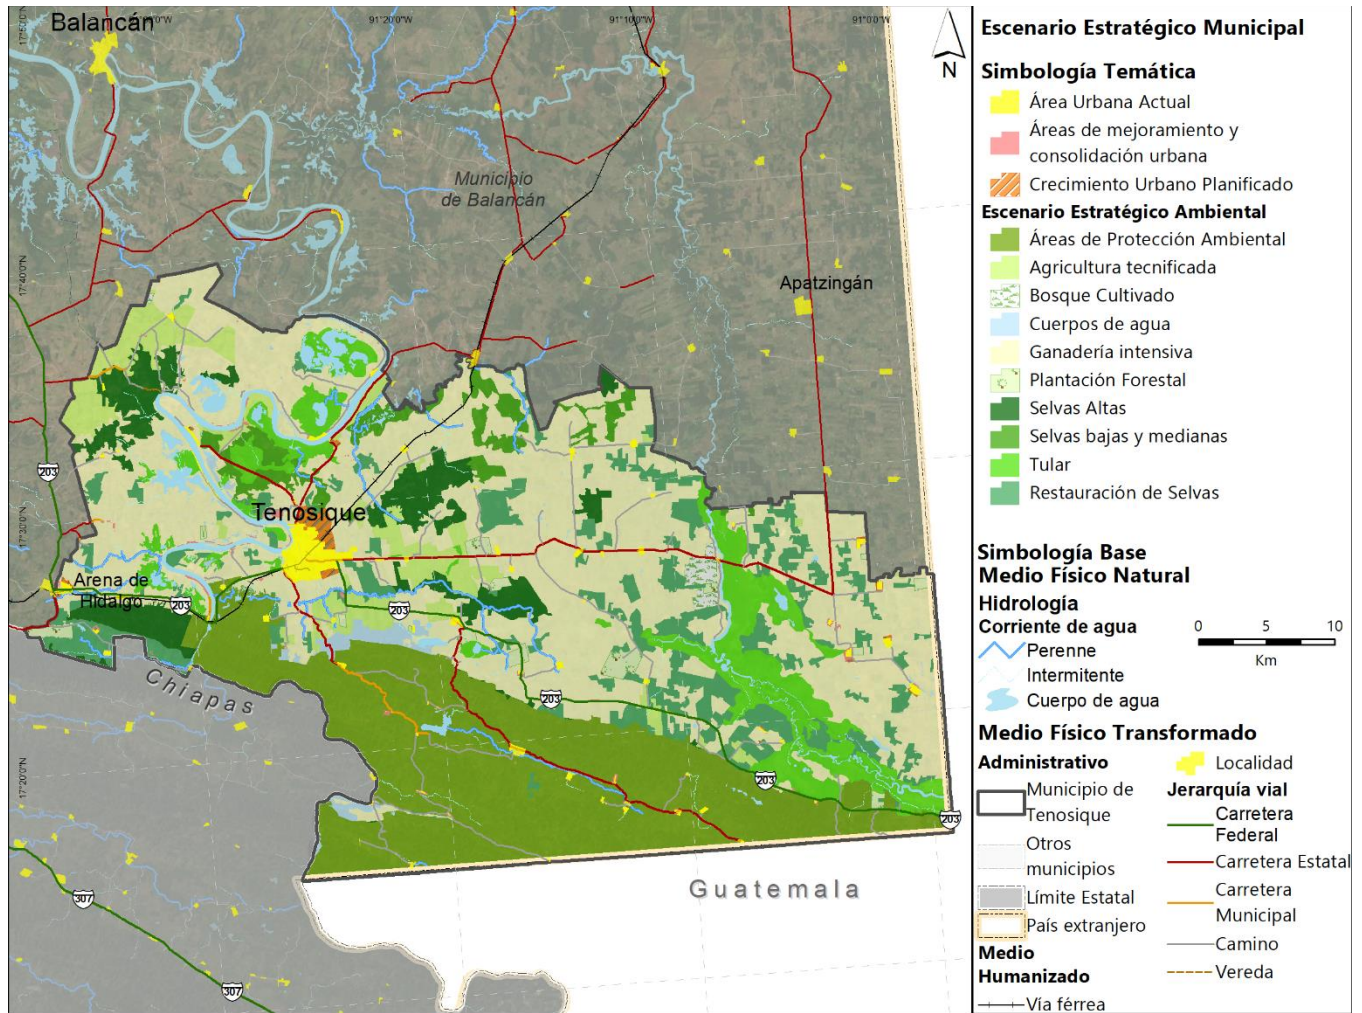 Balancán
0'0"W
91°20'0"W
91°10'0"W
91°0'0"W
N
Municipio
de Balancán
17°40'0"N
Apatzingán
203
Tenosique
17°30'0"N
Arena de
Hidalgo
203
203
203
Chiapas
17°20'0"N
203
203
Guatemala
307
307
Escenario Estratégico Municipal
Simbología Temática
Área Urbana Actual
Áreas de mejoramiento y
consolidación urbana
Crecimiento Urbano Planificado
Escenario Estratégico Ambiental
Áreas de Protección Ambiental
Agricultura tecnificada
Bosque Cultivado
Cuerpos de agua
Ganadería intensiva
Plantación Forestal
Selvas Altas
Selvas bajas y medianas
Tular
Restauración de Selvas
Simbología Base
Medio Físico Natural
Hidrología
Corriente de agua
Perenne
Intermitente
Cuerpo de agua
0 5 10
Km
Medio Físico Transformado
Administrativo
Municipio de
Tenosique
Otros
municipios
Límite Estatal
País extranjero
Medio
Humanizado
Vía férrea
Localidad
Jerarquía vial
Carretera
Federal
Carretera Estatal
Carretera
Municipal
Camino
Vereda